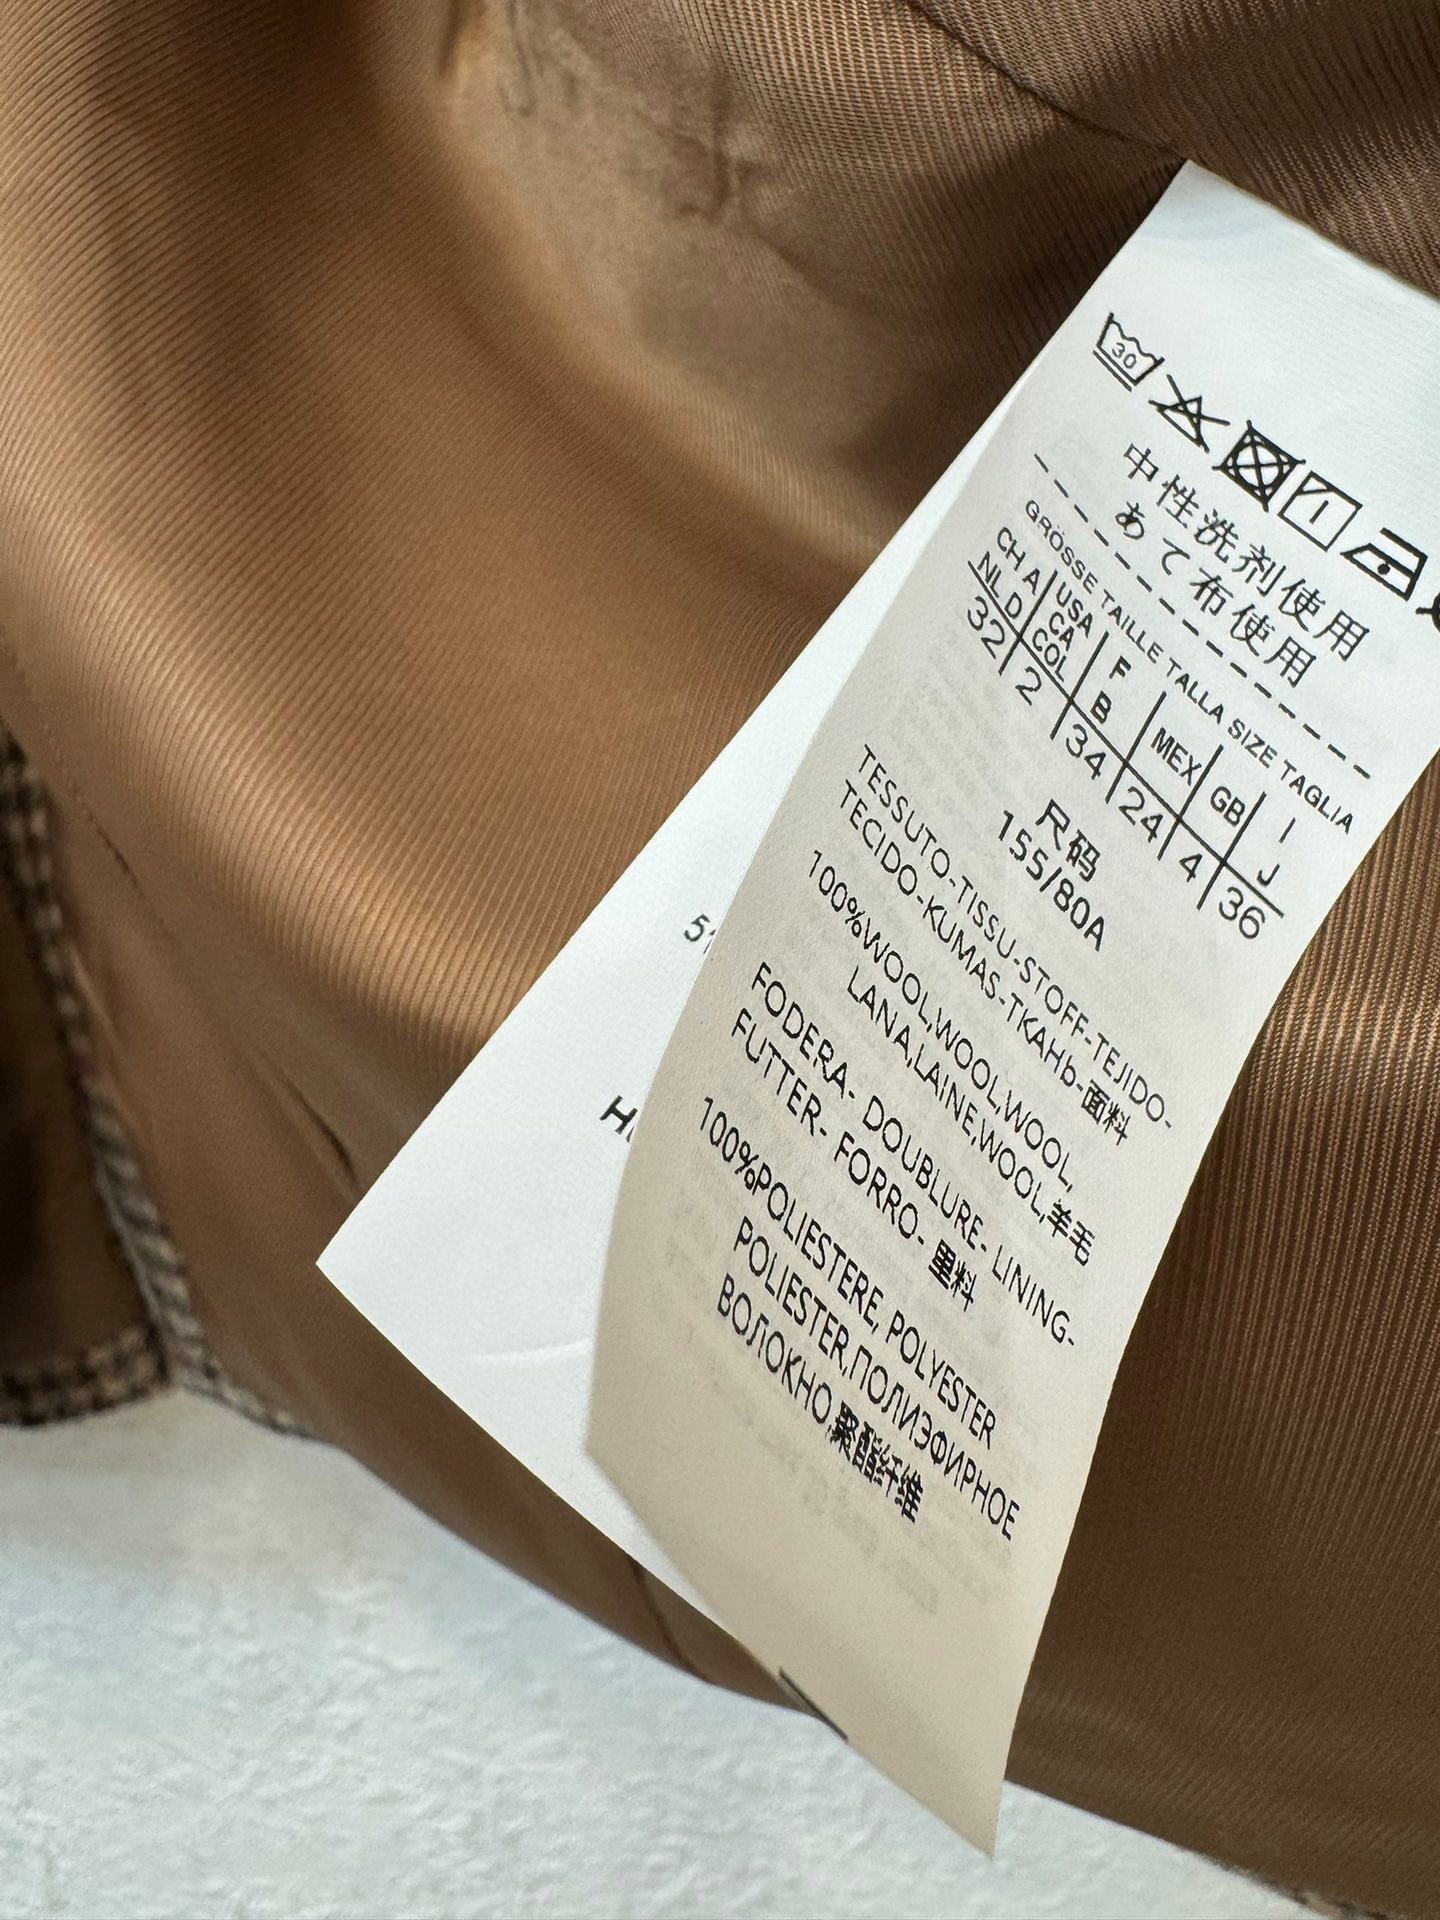 30
中性洗剤使用
あて布使用
GRÖSSE TAILLE TALLA SIZE TAGLIA
CH A USA F MEX GB I
NL D CA B J
COL
32 2 34 24 4 36
尺码
155/80A
TESSUTO-TISSU-STOFF-TEJIDO-
TECIDO-KUMAS-TKAHb-面料
100%WOOL,WOOL,WOOL,
LANA,LAINE,WOOL,羊毛
FODERA- DOUBLURE- LINING-
FUTTER- FORRO- 里料
100%POLIESTERE, POLYESTER
POLIESTER,ПОЛИЭФИРНОЕ
ВОЛОКНО,聚酯纤维